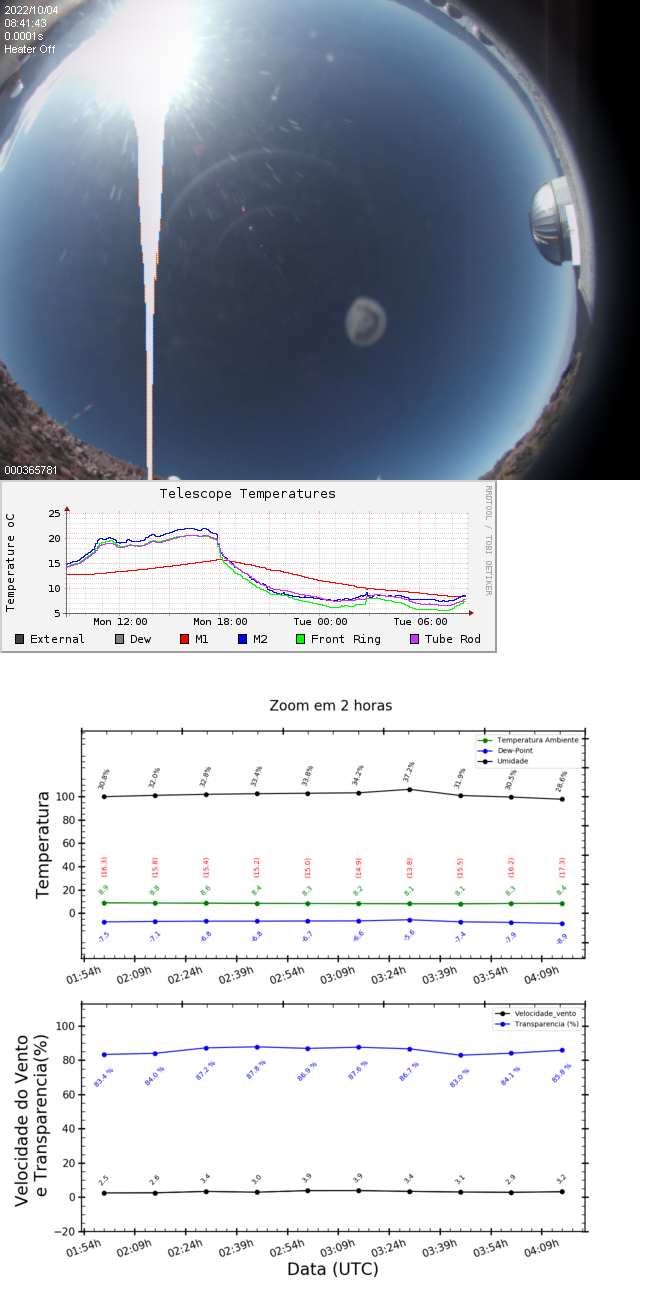 2022/10/04
08:41:43
0.0001s
Heater Off
000365781
Telescope Temperatures
RRDTOOL / TOBI OETIKER
Temperature oC
25
20
15
10
5
Mon 12:00 Mon 18:00 Tue 00:00 Tue 06:00
External Dew M1 M2 Front Ring Tube Rod
Zoom em 2 horas
Temperatura Ambiente
Dew-Point
Umidade
Temperatura
100
80
60
40
20
0
30.8% 32.0% 32.8% 33.4% 33.8% 34.2% 37.2% 31.9% 30.5% 28.6%
(16.3) (15.8) (15.4) (15.2) (15.0) (14.9) (13.8) (15.5) (16.2) (17.3)
8.9 8.8 8.6 8.4 8.3 8.2 8.1 8.1 8.3 8.4
-7.5 -7.1 -6.8 -6.8 -6.7 -6.6 -5.6 -7.4 -7.9 -8.9
01:54h 02:09h 02:24h 02:39h 02:54h 03:09h 03:24h 03:39h 03:54h 04:09h
Velocidade_vento
Transparencia (%)
Velocidade do Vento
e Transparencia(%)
100
80
60
40
20
0
−20
83.4 % 84.0 % 87.2 % 87.8 % 86.9 % 87.6 % 86.7 % 83.0 % 84.1 % 85.8 %
2.5 2.6 3.4 3.0 3.9 3.9 3.4 3.1 2.9 3.2
01:54h 02:09h 02:24h 02:39h 02:54h 03:09h 03:24h 03:39h 03:54h 04:09h
Data (UTC)